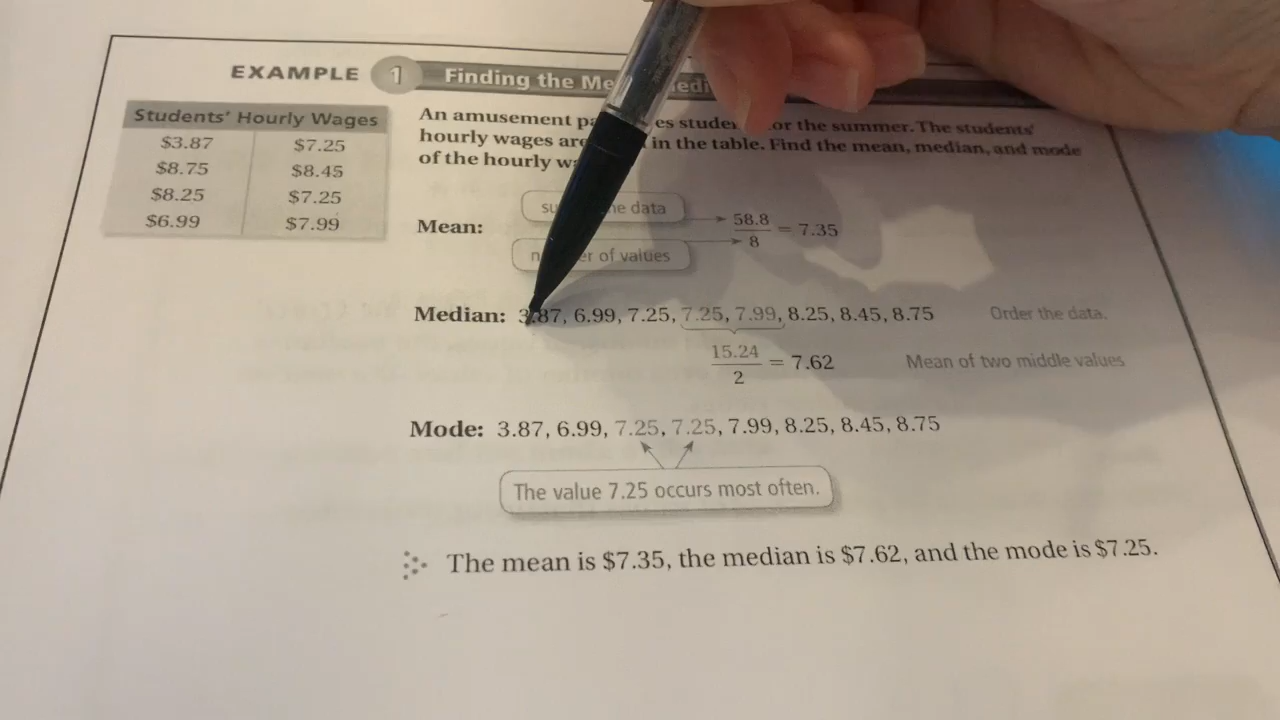 EXAMPLE 1 Finding the
Students' Hourly Wages
$3.87 $7.25
$8.75 $8.45
$8.25 $7.25
$6.99 $7.99
An amusement for the summer. The students'
hourly wages are in the table. Find the mean, median, and mode
of the hourly
data
Mean: 58.8
8 = 7.35
of values
Median: 3.87, 6.99, 7.25, 7.25, 7.99, 8.25, 8.45, 8.75 Order the data.
15.24
2 = 7.62 Mean of two middle values
Mode: 3.87, 6.99, 7.25, 7.25, 7.99, 8.25, 8.45, 8.75
The value 7.25 occurs most often.
The mean is $7.35, the median is $7.62, and the mode is $7.25.